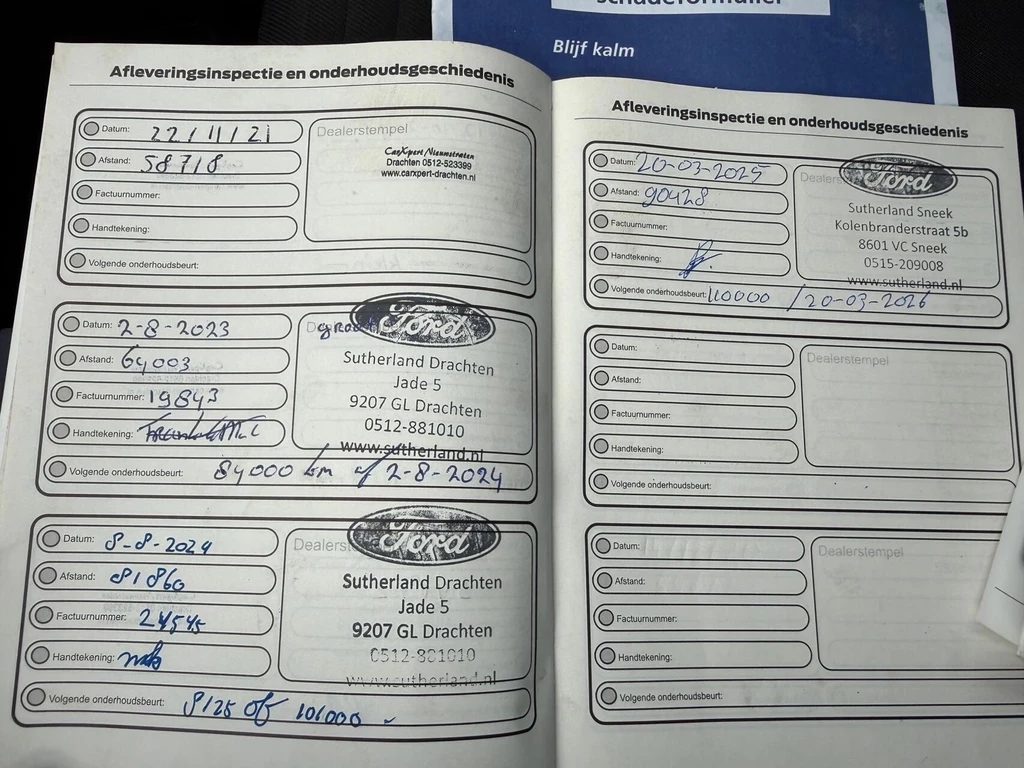 schadeformulier
Blijf kalm
Afleveringsinspectie en onderhoudsgeschiedenis
Datum: 22/11/21
Afstand: 58718
Factuurnummer:
Handtekening:
Volgende onderhoudsbeurt:
Dealerstempel
CarXpert/Nieuwstraten
Drachten 0512-523399
www.carxpert-drachten.nl
Datum: 2-8-2023
Afstand: 64003
Factuurnummer: 19843
Handtekening:
Volgende onderhoudsbeurt: 84000 km of 2-8-2024
groot
Ford
Sutherland Drachten
Jade 5
9207 GL Drachten
0512-881010
www.sutherland.nl
Datum: 8-8-2024
Afstand: 81860
Factuurnummer: 24545
Handtekening:
Volgende onderhoudsbeurt: 8/25 of 101000
Dealerst
Ford
Sutherland Drachten
Jade 5
9207 GL Drachten
0512-881010
www.sutherland.nl
Afleveringsinspectie en onderhoudsgeschiedenis
Datum: 20-03-2025
Afstand: 90428
Factuurnummer:
Handtekening:
Volgende onderhoudsbeurt: 110000 / 20-03-2026
Dealer
Ford
Sutherland Sneek
Kolenbranderstraat 5b
8601 VC Sneek
0515-209008
www.sutherland.nl
Datum:
Afstand:
Factuurnummer:
Handtekening:
Volgende onderhoudsbeurt:
Dealerstempel
Datum:
Afstand:
Factuurnummer:
Handtekening:
Volgende onderhoudsbeurt:
Dealerstempel